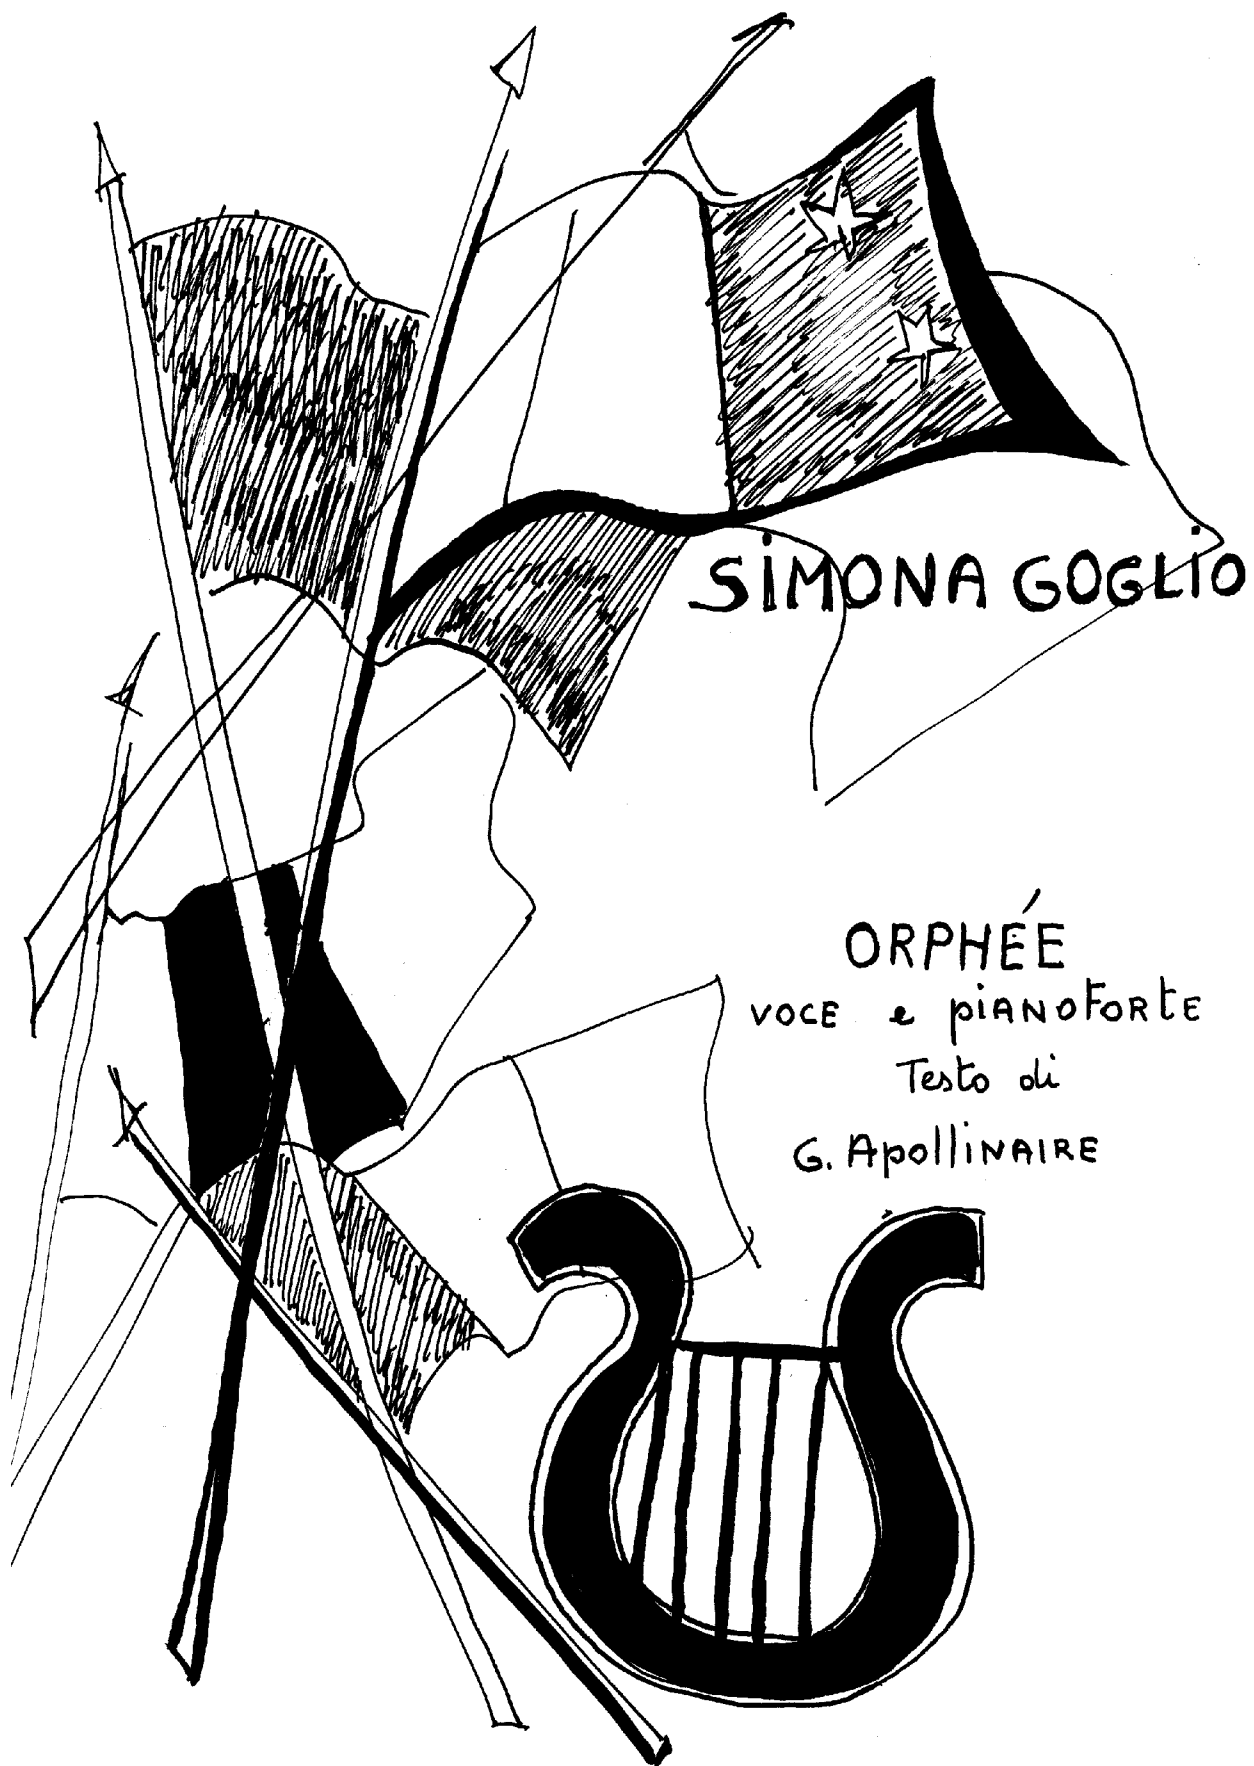 SIMONA GOGLIO
ORPHÉE
VOCE e PIANOFORTE
Testo di
G. APOLLINAIRE